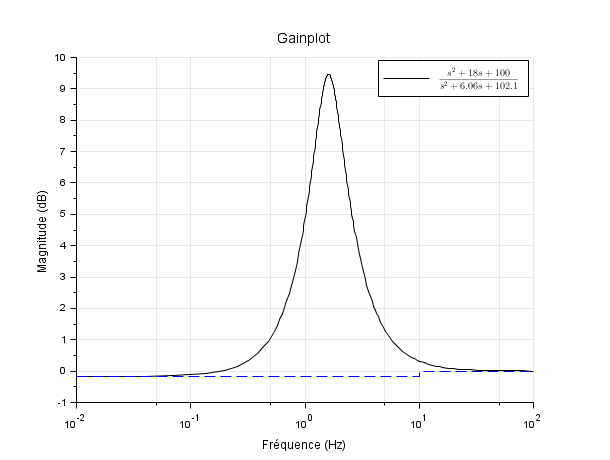 Gainplot
s² + 18s + 100
s² + 6.06s + 102.1
10
9
8
7
6
5
4
3
2
1
0
-1
Magnitude (dB)
10⁻² 10⁻¹ 10⁰ 10¹ 10²
Fréquence (Hz)